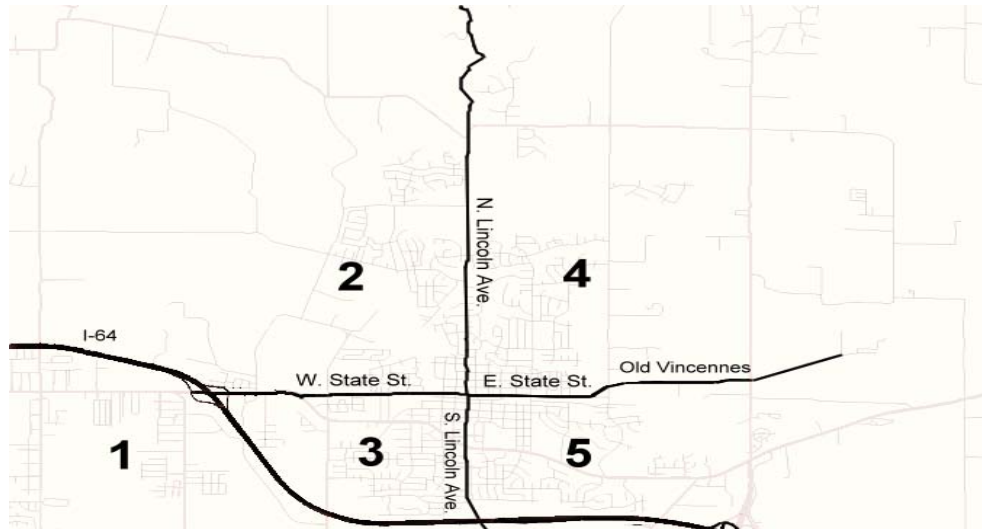 N. Lincoln Ave.
2
4
I-64
Old Vincennes
W. State St.
E. State St.
S. Lincoln Ave.
1
3
5